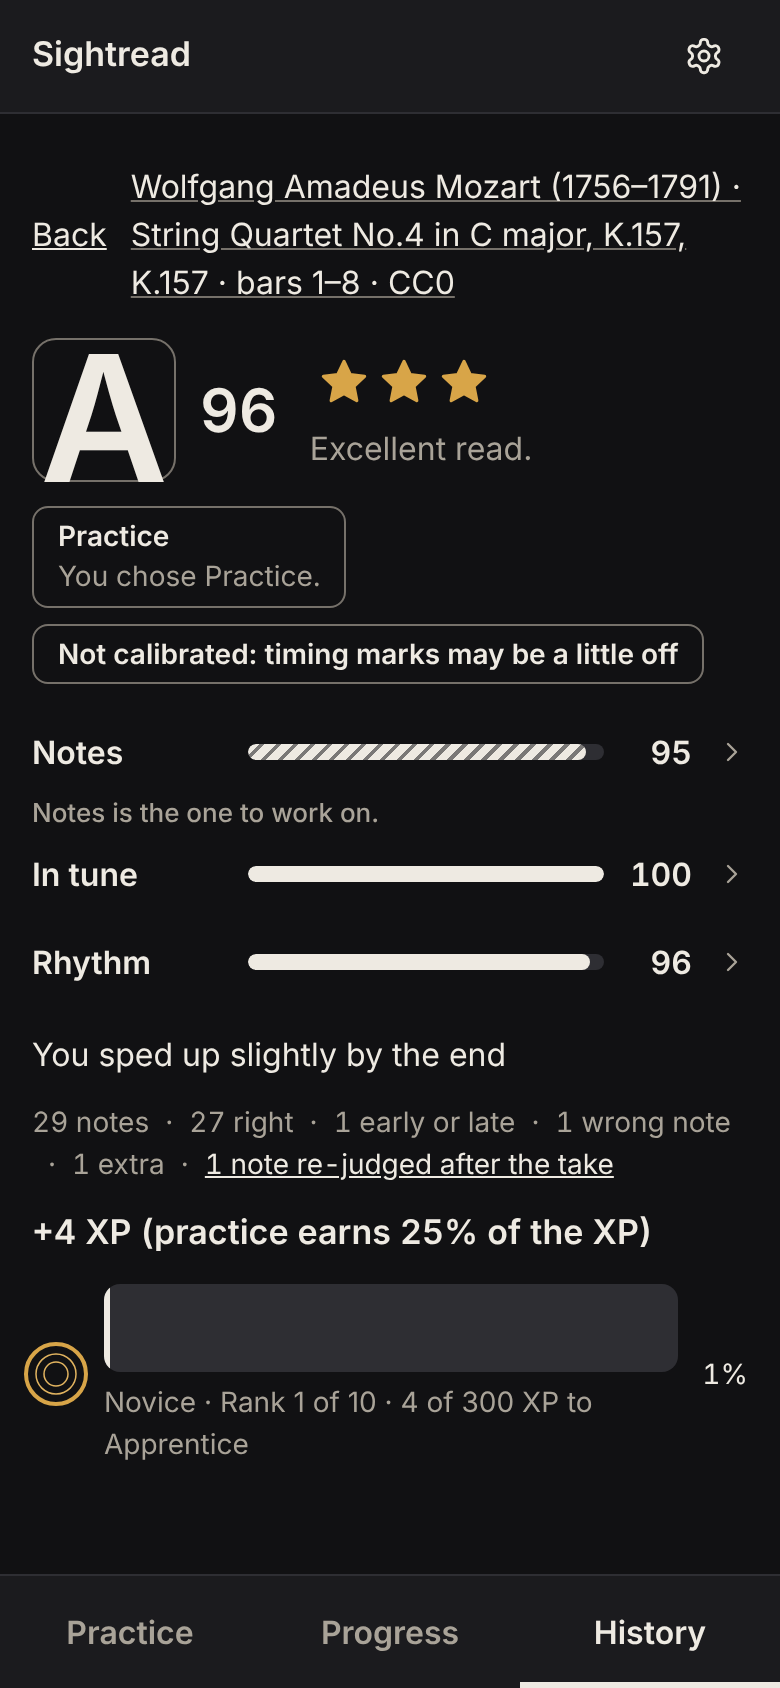 Sightread
Wolfgang Amadeus Mozart (1756–1791) ·
Back
String Quartet No.4 in C major, K.157,
K.157 · bars 1–8 · CC0
A
96
Excellent read.
Practice
You chose Practice.
Not calibrated: timing marks may be a little off
Notes 95
Notes is the one to work on.
In tune 100
Rhythm 96
You sped up slightly by the end
29 notes · 27 right · 1 early or late · 1 wrong note
· 1 extra · 1 note re-judged after the take
+4 XP (practice earns 25% of the XP)
1%
Novice · Rank 1 of 10 · 4 of 300 XP to
Apprentice
Practice Progress History